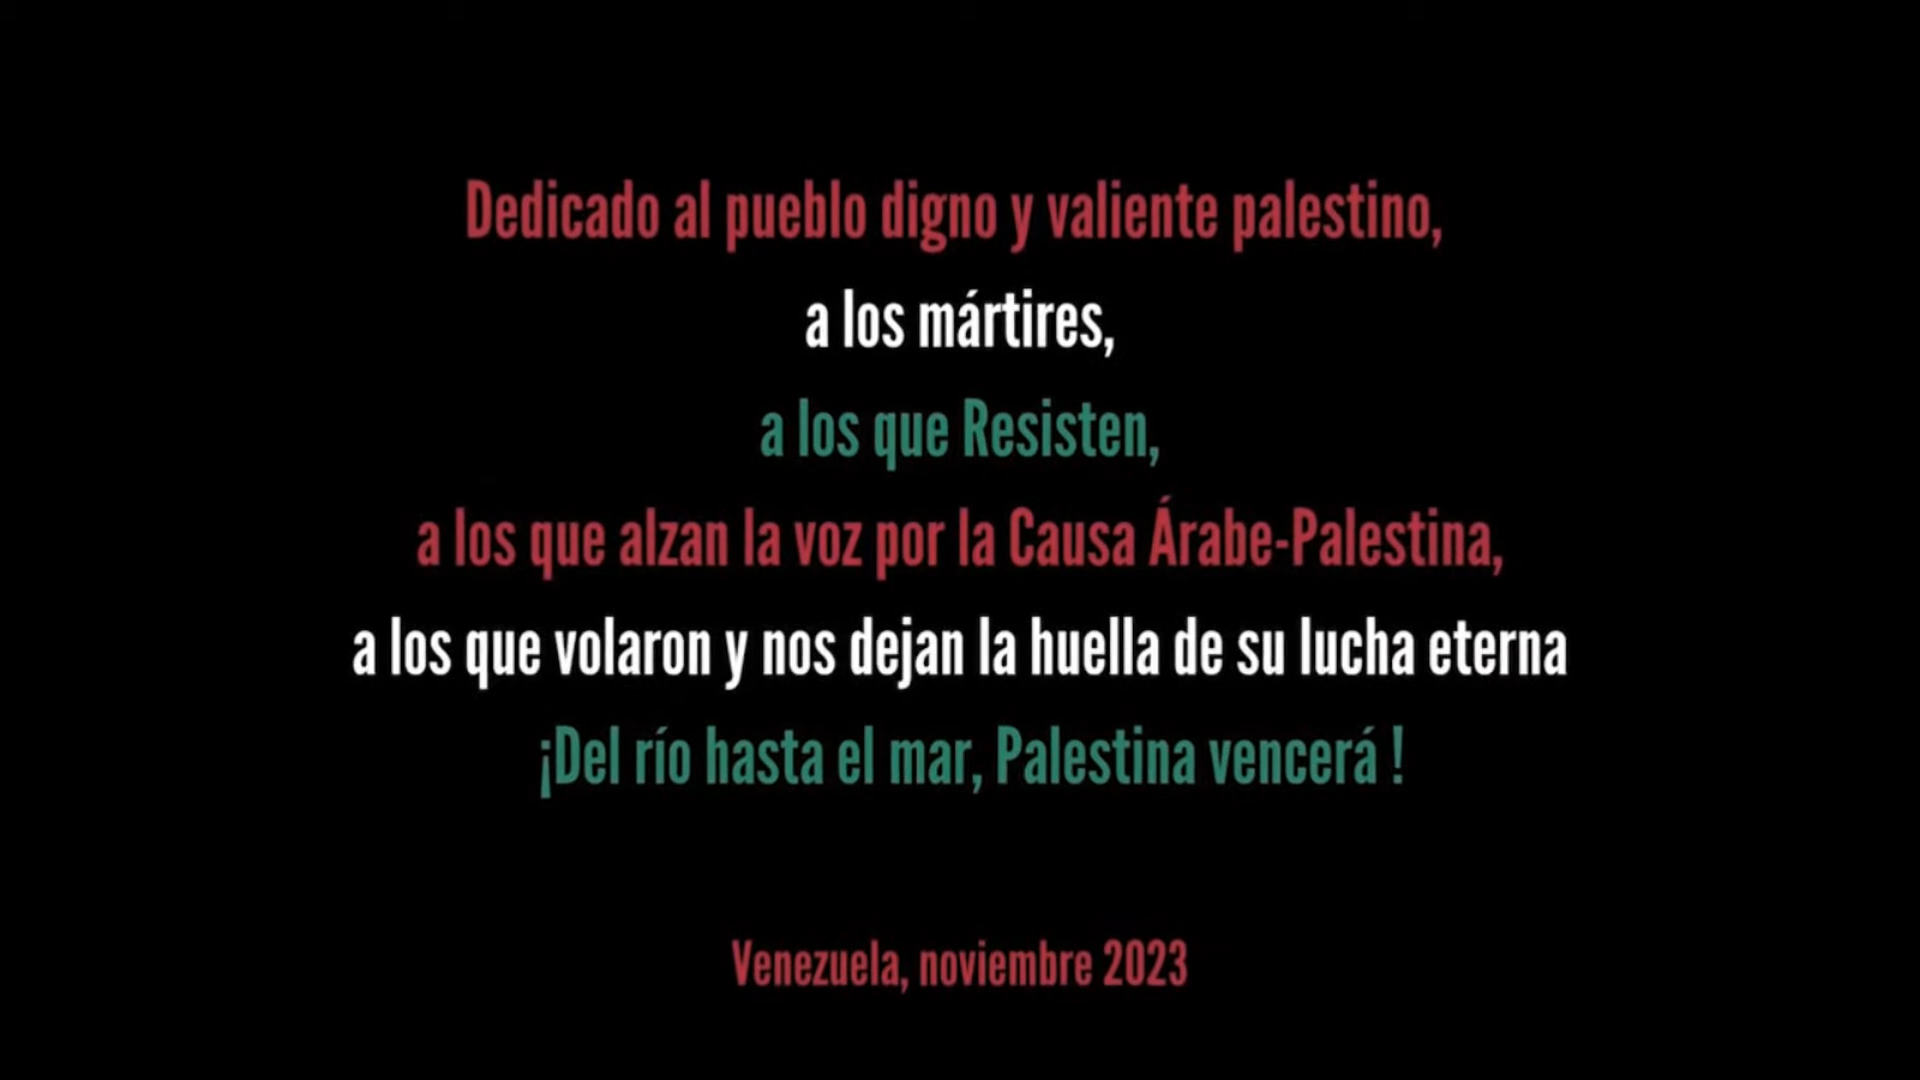 Dedicado al pueblo digno y valiente palestino,
a los mártires,
a los que Resisten,
a los que alzan la voz por la Causa Árabe-Palestina,
a los que volaron y nos dejan la huella de su lucha eterna
¡Del río hasta el mar, Palestina vencerá !
Venezuela, noviembre 2023